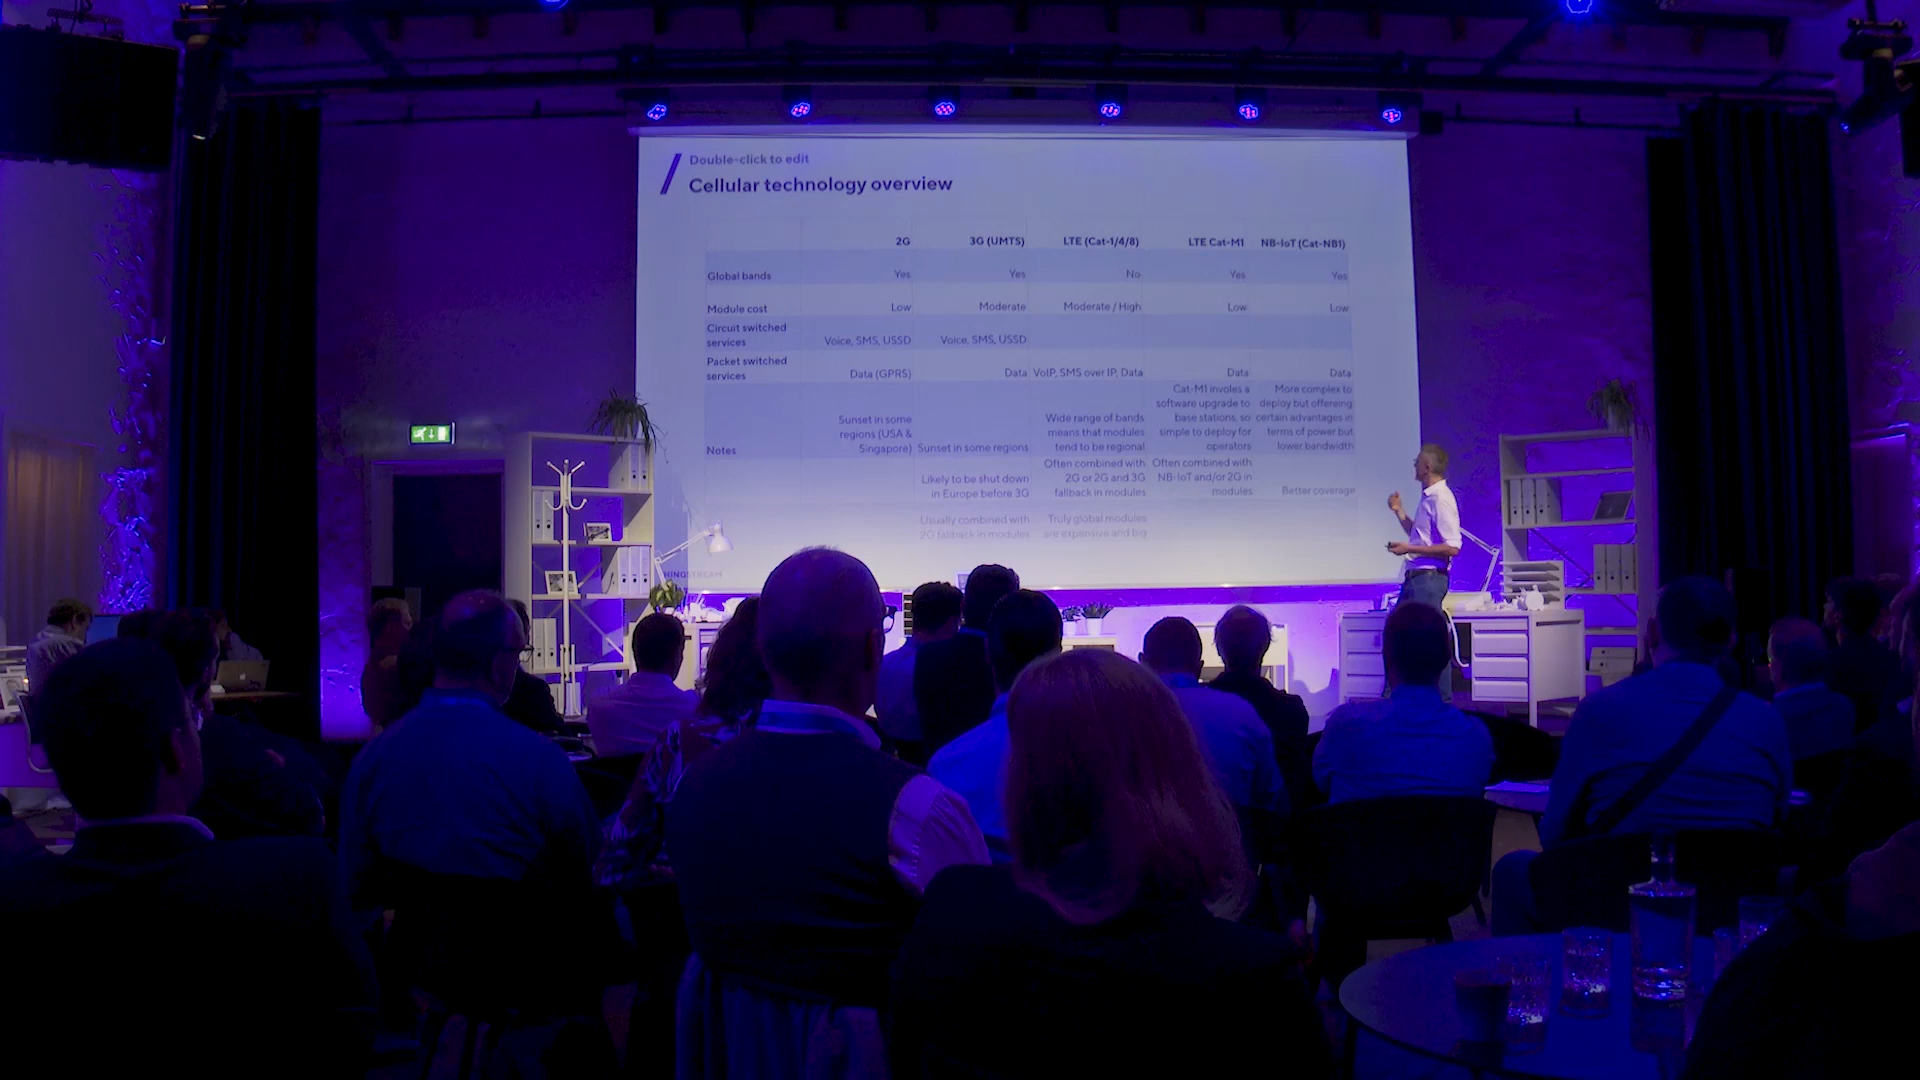 Double-click to edit
Cellular technology overview
2G 3G (UMTS) LTE (Cat-1/4/8) LTE Cat-M1 NB-IoT (Cat-NB1)
Global bands Yes Yes No Yes Yes
Module cost Low Moderate Moderate / High Low Low
Circuit switched
services Voice, SMS, USSD Voice, SMS, USSD
Packet switched
services Data (GPRS) Data VoIP, SMS over IP, Data Data Data
Notes
Sunset in some
regions (USA &
Singapore)
Sunset in some regions
Likely to be shut down
in Europe before 3G
Usually combined with
2G fallback in modules
Wide range of bands
means that modules
tend to be regional
Often combined with
2G or 2G and 3G
fallback in modules
Truly global modules
are expensive and big
Cat-M1 involes a
software upgrade to
base stations, so
simple to deploy for
operators
Often combined with
NB-IoT and/or 2G in
modules
More complex to
deploy but offering
certain advantages in
terms of power but
lower bandwidth
Better coverage
HINGSTREAM